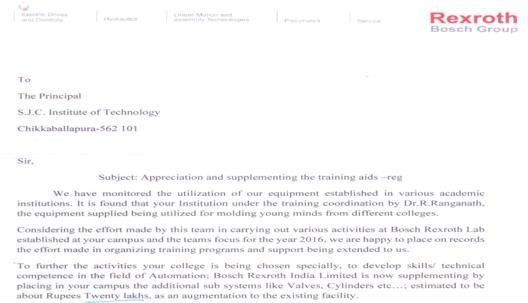 Electric Drives
and Controls
Hydraulics
Linear Motion and
Assembly Technologies
Pneumatics
Service
Rexroth
Bosch Group
To
The Principal
S.J.C. Institute of Technology
Chikkaballapura-562 101
Sir,
Subject: Appreciation and supplementing the training aids –reg
We have monitored the utilization of our equipment established in various academic
institutions. It is found that your Institution under the training coordination by Dr.R.Ranganath,
the equipment supplied being utilized for molding young minds from different colleges.
Considering the effort made by this team in carrying out various activities at Bosch Rexroth Lab
established at your campus and the teams focus for the year 2016, we are happy to place on records
the effort made in organizing training programs and support being extended to us.
To further the activities your college is being chosen specially, to develop skills/ technical
competence in the field of Automation; Bosch Rexroth India Limited is now supplementing by
placing in your campus the additional sub systems like Valves, Cylinders etc...; estimated to be
about Rupees Twenty lakhs, as an augmentation to the existing facility.